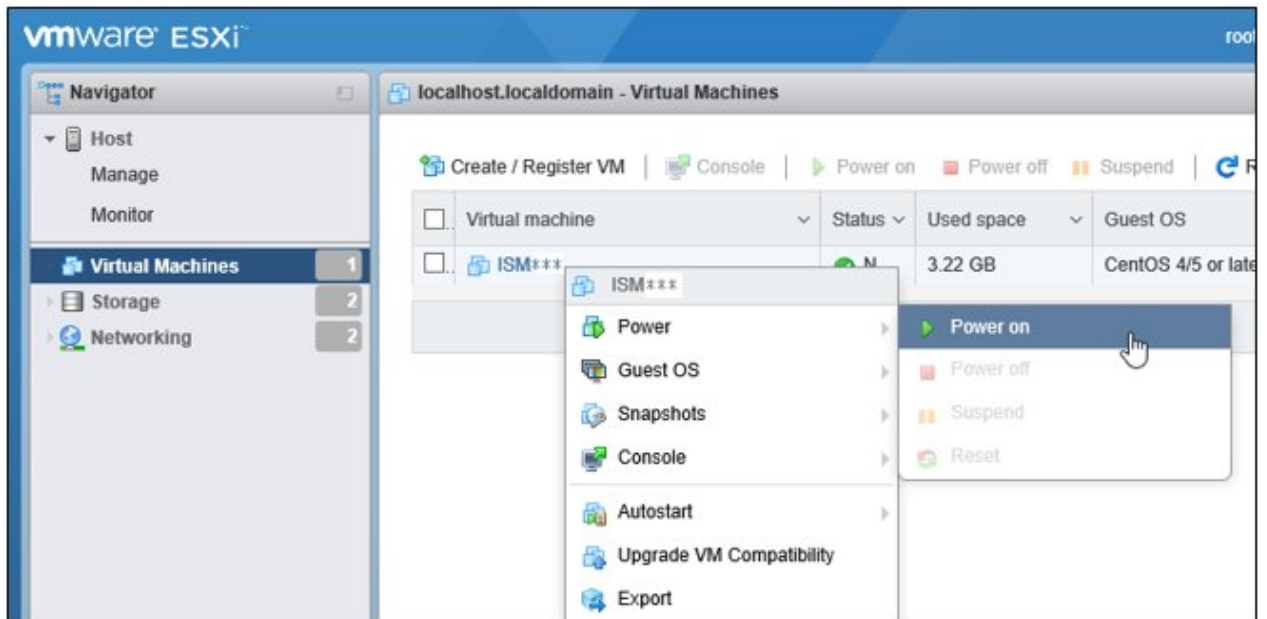 vmware ESXi™
root
Navigator
localhost.localdomain - Virtual Machines
Host
Manage
Monitor
Virtual Machines 1
Storage 2
Networking 2
Create / Register VM | Console | Power on Power off Suspend | R
Virtual machine Status Used space Guest OS
ISM*** N 3.22 GB CentOS 4/5 or late
ISM***
Power
Guest OS
Snapshots
Console
Autostart
Upgrade VM Compatibility
Export
Power on
Power off
Suspend
Reset